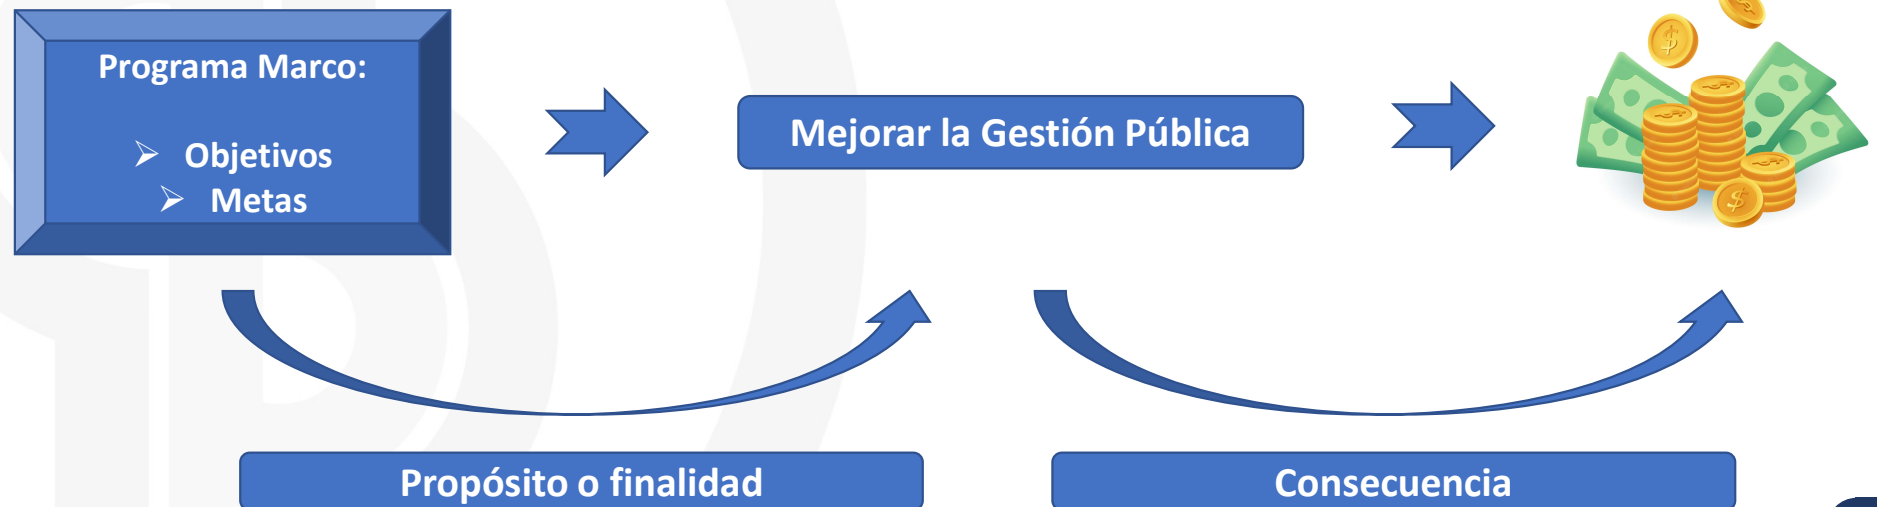 Programa Marco:
Objetivos
Metas
Mejorar la Gestión Pública
Propósito o finalidad
Consecuencia